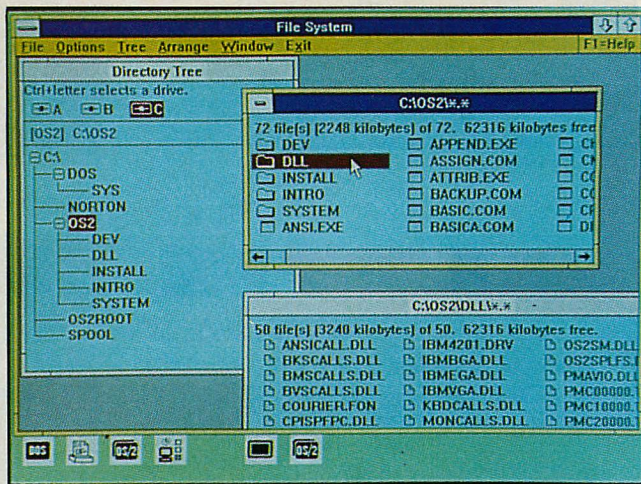 File System
File Options Tree Arrange Window Exit F1=Help
Directory Tree
Ctrl+letter selects a drive.
A B C
[OS2] C:\OS2
C:\
DOS
SYS
NORTON
OS2
DEV
DLL
INSTALL
INTRO
SYSTEM
OS2ROOT
SPOOL
C:\OS2\*.*
72 file(s) [2248 kilobytes] of 72. 62316 kilobytes free
DEV APPEND.EXE
DLL ASSIGN.COM
INSTALL ATTRIB.EXE
INTRO BACKUP.COM
SYSTEM BASIC.COM
ANSI.EXE BASICA.COM
C:\OS2\DLL\*.*
50 file(s) [3240 kilobytes] of 50. 62316 kilobytes free.
ANSICALL.DLL IBM4201.DRV OS2SM.DLL
BKSCALLS.DLL IBMBGA.DLL OS2SPLFS.
BMSCALLS.DLL IBMEGA.DLL PMAVIO.DLL
BVSCALLS.DLL IBMVGA.DLL PMC00000.
COURIER.FON KBDCALLS.DLL PMC10000.
CPISPFPC.DLL MONCALLS.DLL PMC20000.
DOS OS/2 OS/2